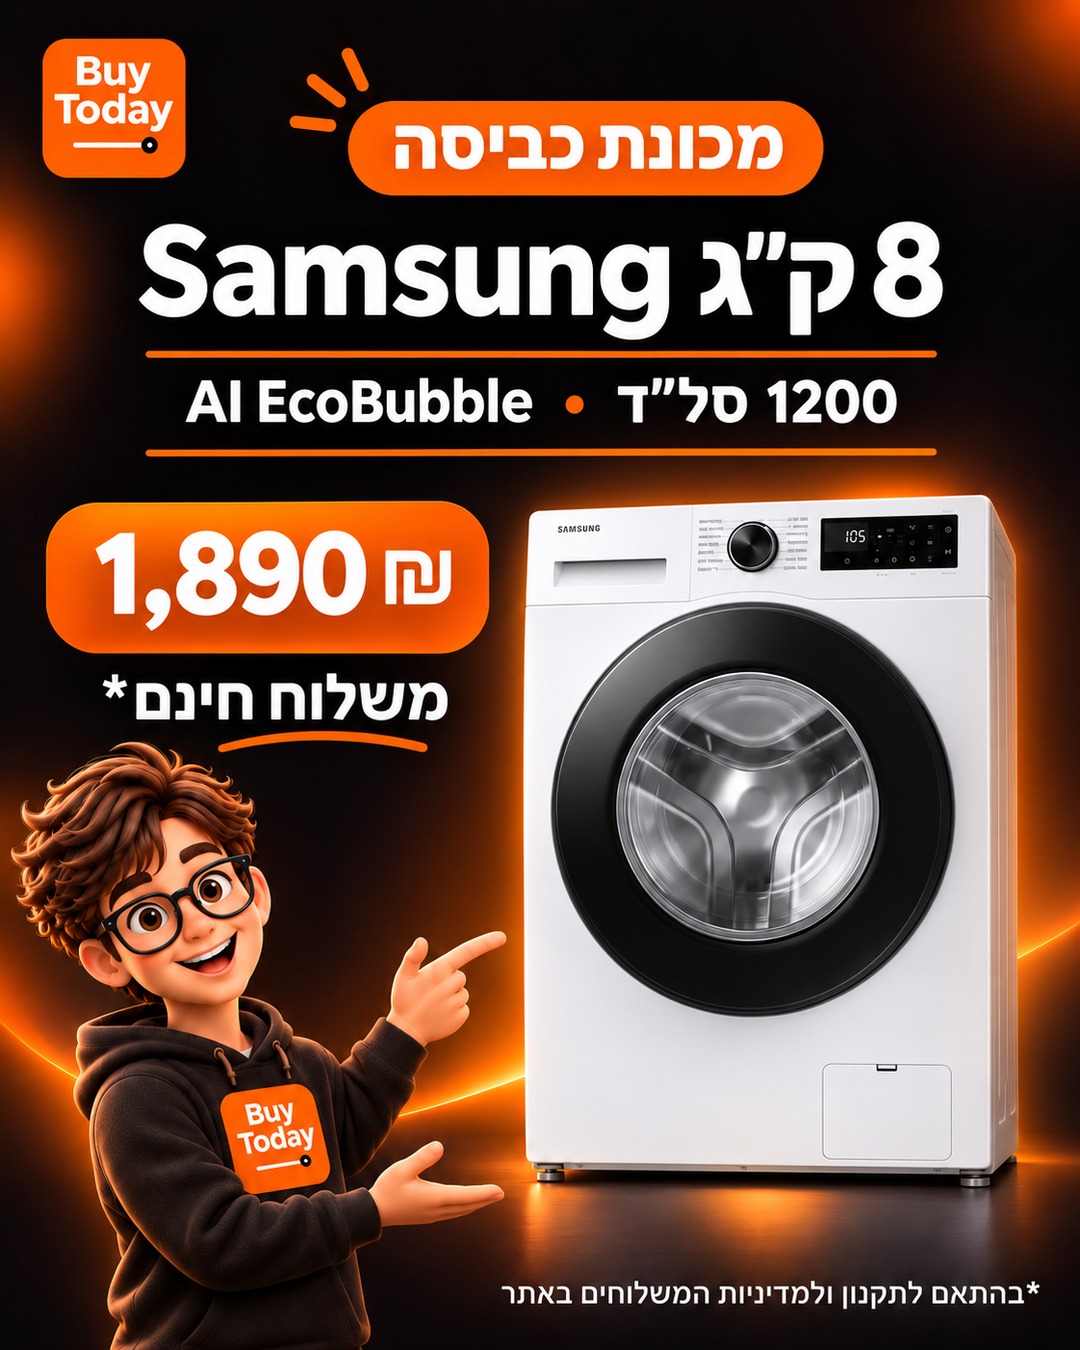 Buy
Today
מכונת כביסה
8 ק"ג Samsung
1200 סל"ד • AI EcoBubble
1,890 ₪
משלוח חינם*
SAMSUNG
105
Buy
Today
*בהתאם לתקנון ולמדיניות המשלוחים באתר